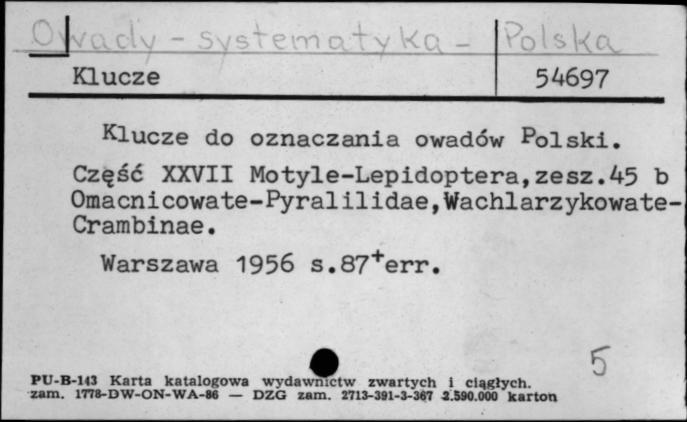 Owady - systematyka - Polska
Klucze 54697
Klucze do oznaczania owadów Polski.
Część XXVII Motyle-Lepidoptera,zesz.45 b
Omacnicowate-Pyralilidae,Wachlarzykowate-
Crambinae.
Warszawa 1956 s.87+err.
5
PU-B-143 Karta katalogowa wydawnictw zwartych i ciągłych.
zam. 1778-DW-ON-WA-86 — DZG zam. 2713-391-3-367 2.590.000 karton